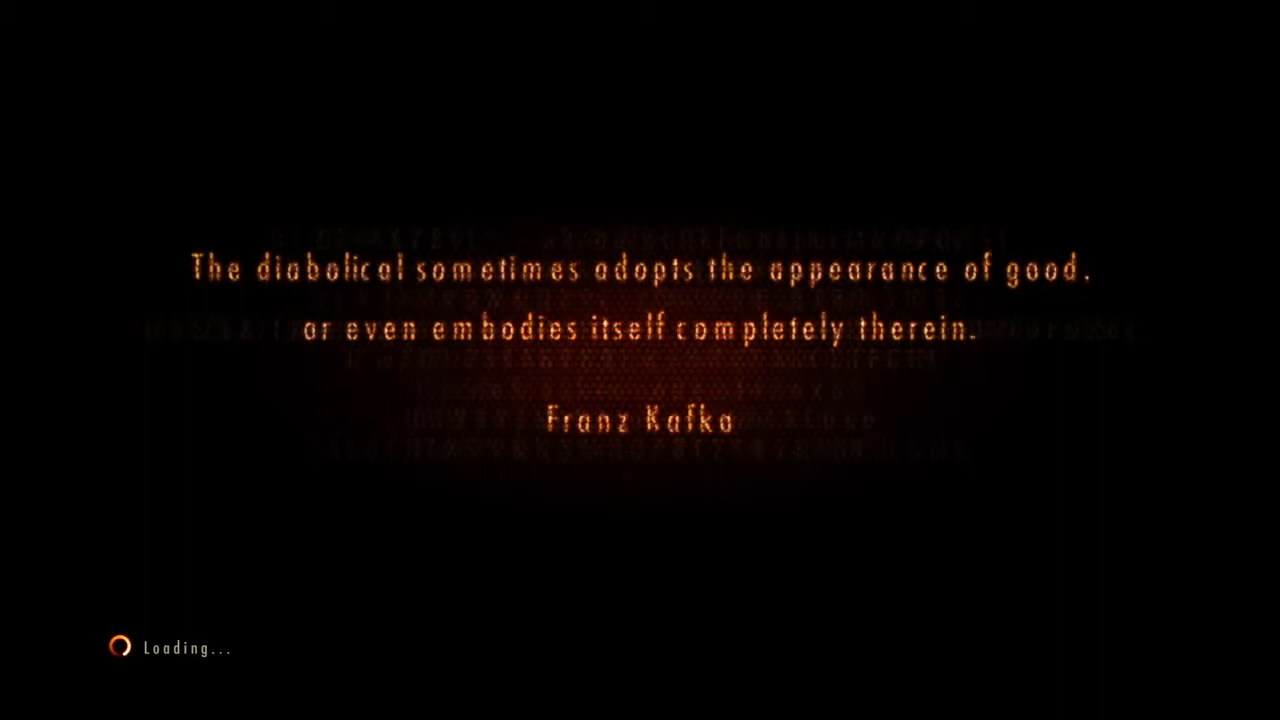 The diabolical sometimes adopts the appearance of good.
or even embodies itself completely therein.
Franz Kafka
Loading...